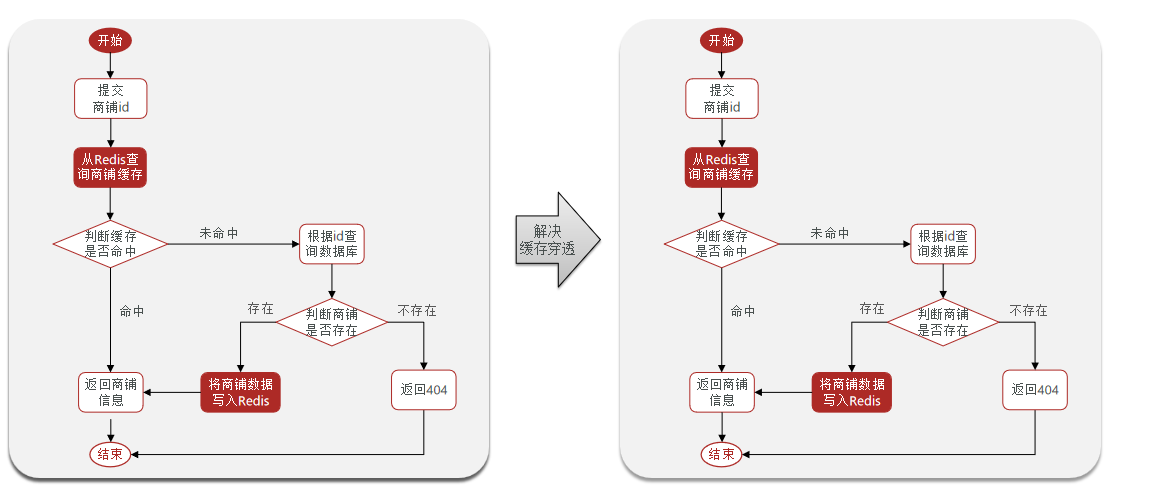 开始
提交
商铺id
从Redis查
询商铺缓存
判断缓存
是否命中
未命中
根据id查
询数据库
命中
判断商铺
是否存在
存在
不存在
返回商铺
信息
将商铺数据
写入Redis
返回404
结束
解决
缓存穿透
开始
提交
商铺id
从Redis查
询商铺缓存
判断缓存
是否命中
未命中
根据id查
询数据库
命中
判断商铺
是否存在
存在
不存在
返回商铺
信息
将商铺数据
写入Redis
返回404
结束